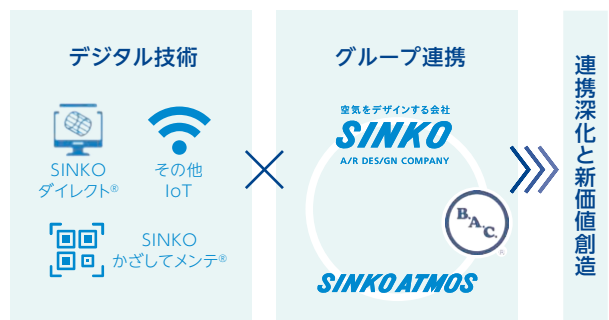 デジタル技術
SINKO
ダイレクト®
その他
IoT
SINKO
かざしてメンテ®
グループ連携
空気をデザインする会社
SINKO
A/R DES/GN COMPANY
B.A.C.
®
SINKO ATMOS
連携深化と新価値創造